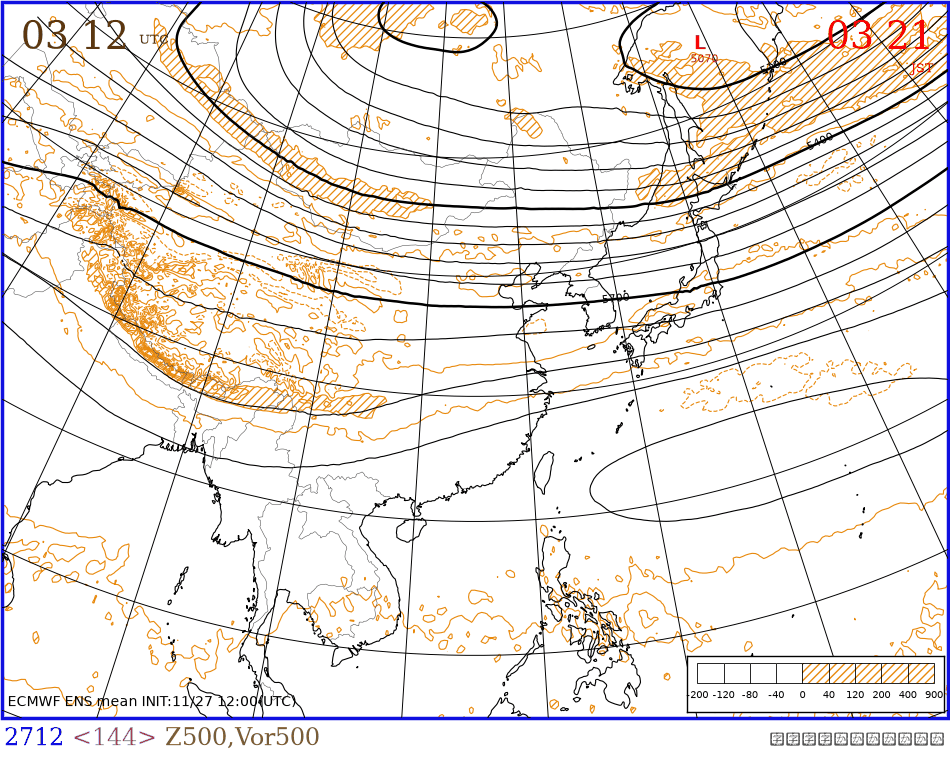 03 12 UTC
03 21 JST
L
5070
5100
5400
5700
-200 -120 -80 -40 0 40 120 200 400 900
ECMWF ENS mean INIT:11/27 12:00(UTC)
2712 <144> Z500,Vor500